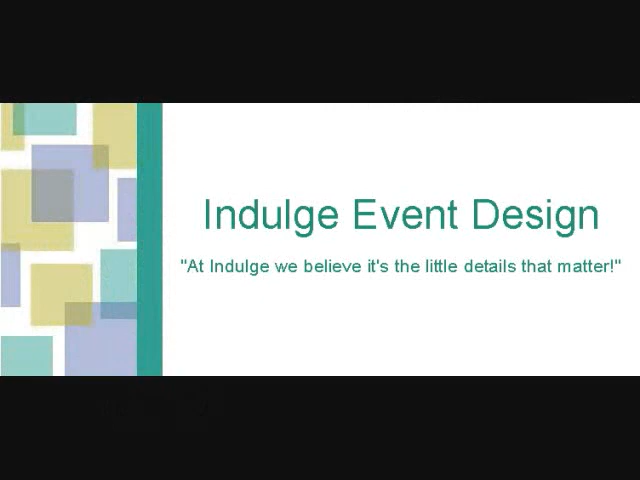 Indulge Event Design
"At Indulge we believe it's the little details that matter!"